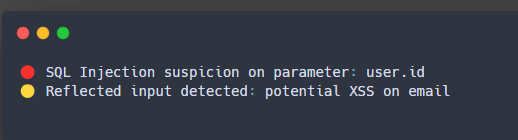 🔴 SQL Injection suspicion on parameter: user.id
🟡 Reflected input detected: potential XSS on email